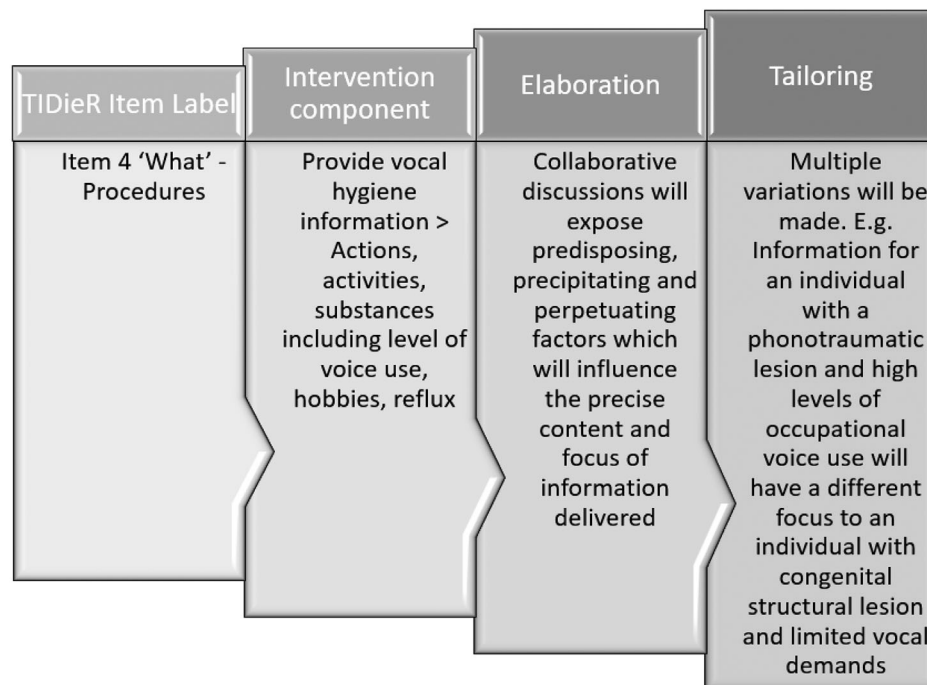 TIDieR Item Label
Item 4 ‘What’ -
Procedures
Intervention
component
Provide vocal
hygiene
information >
Actions,
activities,
substances
including level of
voice use,
hobbies, reflux
Elaboration
Collaborative
discussions will
expose
predisposing,
precipitating and
perpetuating
factors which
will influence
the precise
content and
focus of
information
delivered
Tailoring
Multiple
variations will be
made. E.g.
Information for
an individual
with a
phonotraumatic
lesion and high
levels of
occupational
voice use will
have a different
focus to an
individual with
congenital
structural lesion
and limited vocal
demands